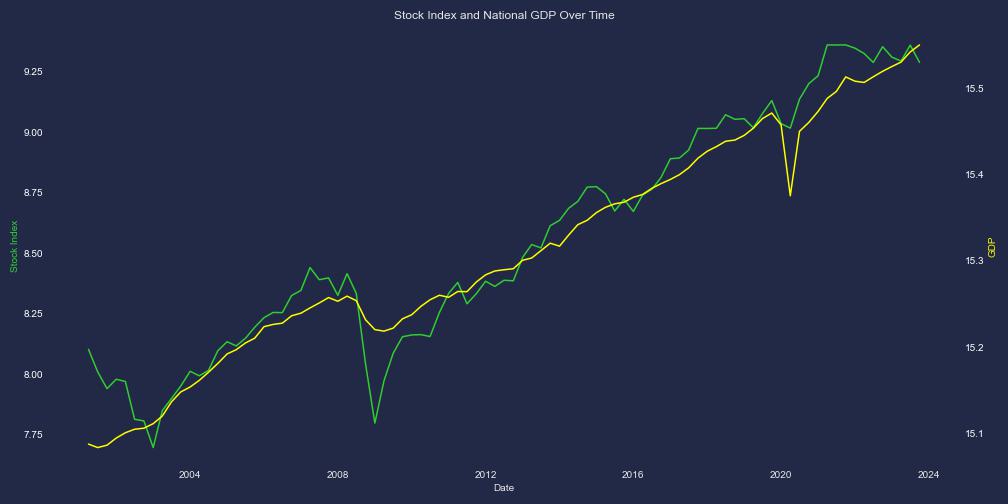 Stock Index and National GDP Over Time
9.25
9.00
8.75
8.50
8.25
8.00
7.75
Stock Index
15.5
15.4
15.3
15.2
15.1
GDP
2004 2008 2012 2016 2020 2024
Date